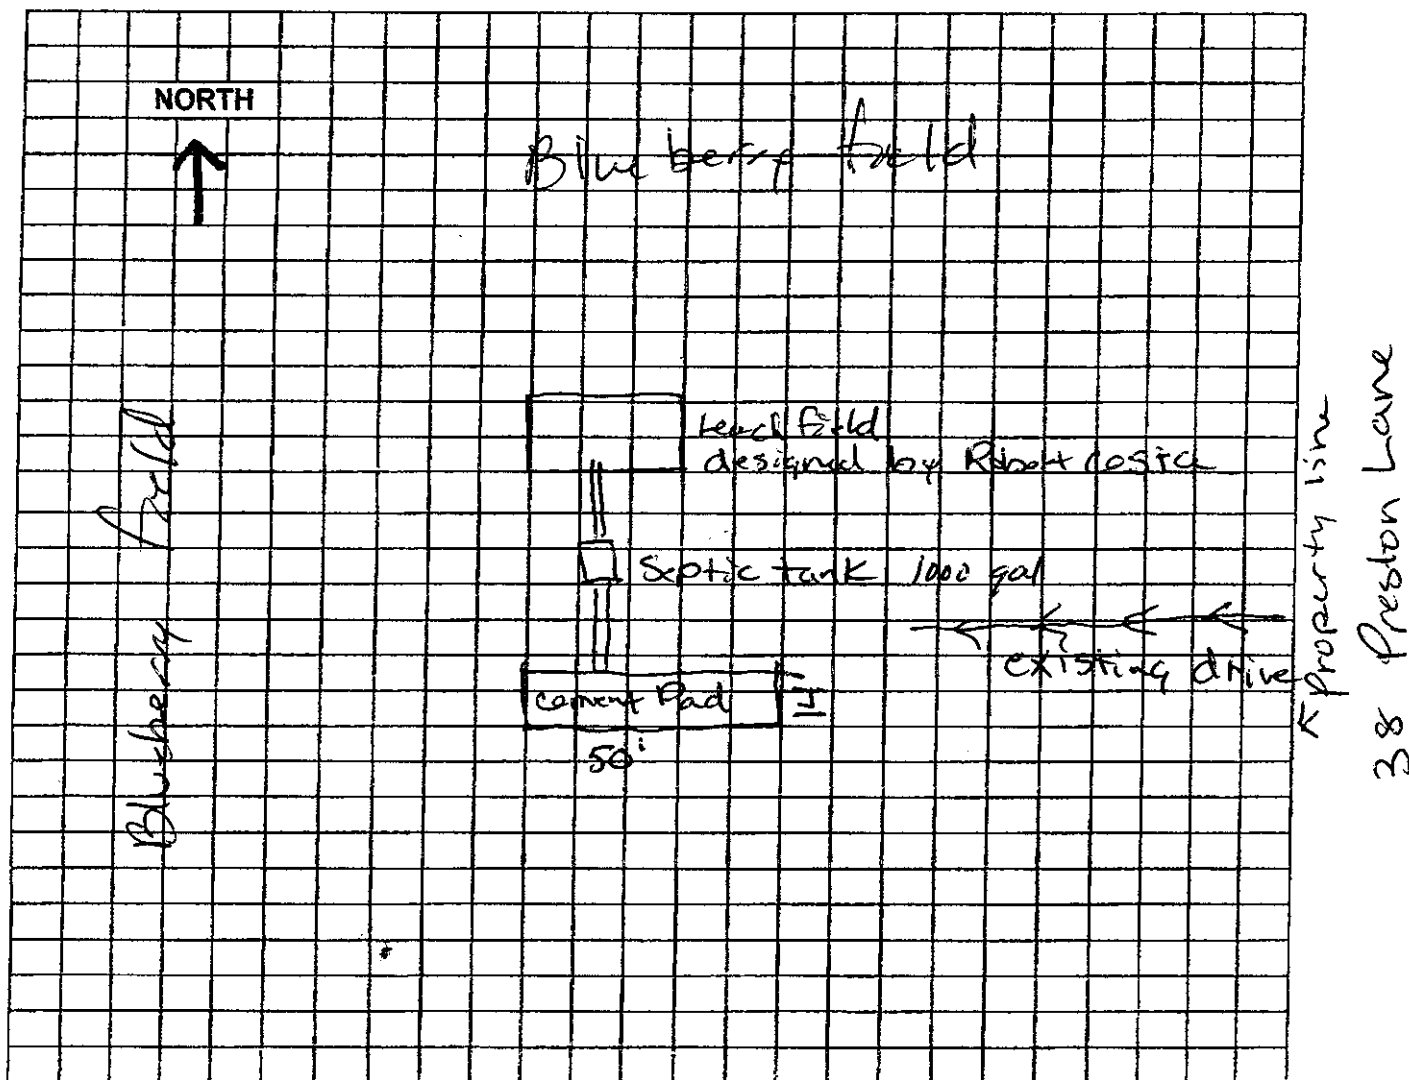 NORTH
Blueberry field
Leach field
designed by Robert Costa
Septic tank 1000 gal
existing drive
cement Pad
50'
Blueberry field
Property line
38 Preston Lane